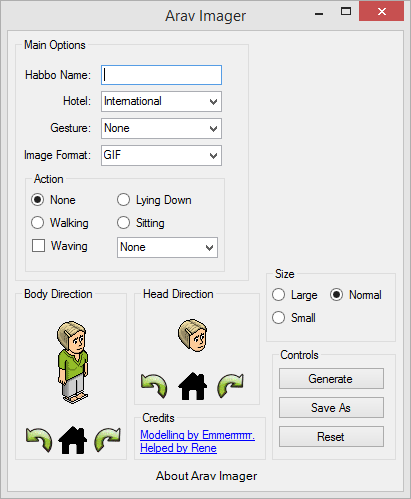 Arav Imager
Main Options
Habbo Name:
Hotel: International
Gesture: None
Image Format: GIF
Action
None Lying Down
Walking Sitting
Waving None
Size
Large Normal
Small
Body Direction
Head Direction
Controls
Generate
Save As
Reset
Credits
Modelling by Emmerrrrrr.
Helped by Rene
About Arav Imager